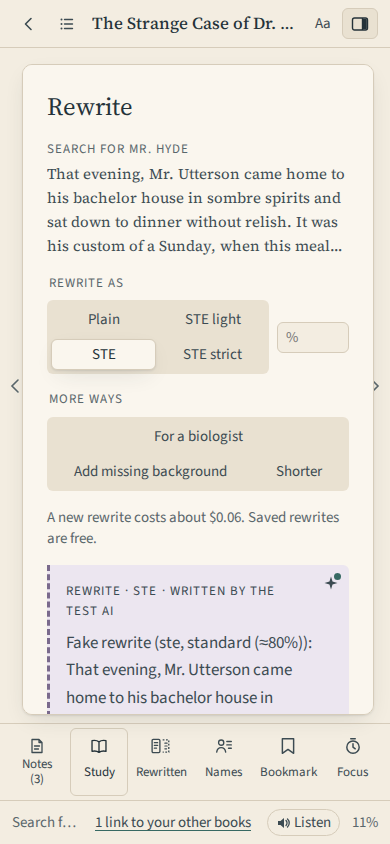 The Strange Case of Dr. ...
Aa
Rewrite
SEARCH FOR MR. HYDE
That evening, Mr. Utterson came home to
his bachelor house in sombre spirits and
sat down to dinner without relish. It was
his custom of a Sunday, when this meal...
REWRITE AS
Plain
STE light
%
STE
STE strict
MORE WAYS
For a biologist
Add missing background
Shorter
A new rewrite costs about $0.06. Saved rewrites
are free.
REWRITE · STE · WRITTEN BY THE
TEST AI
Fake rewrite (ste, standard (≈80%)):
That evening, Mr. Utterson came
home to his bachelor house in
Notes
(3)
Study
Rewritten
Names
Bookmark
Focus
Search f...
1 link to your other books
Listen
11%